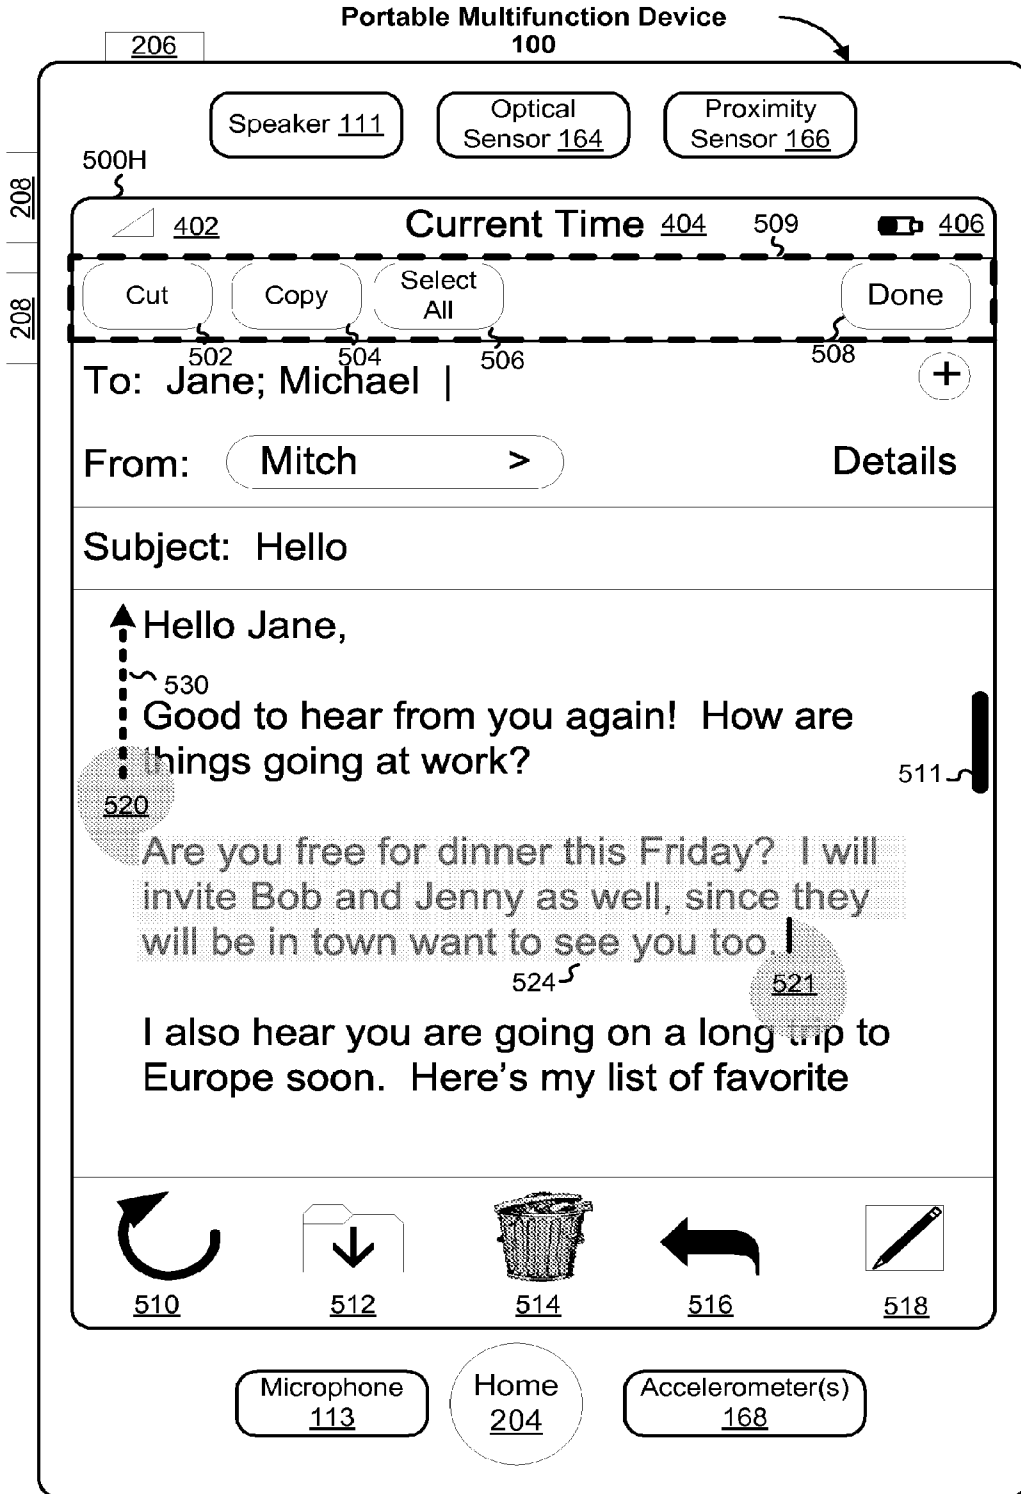 Portable Multifunction Device
100
206
Speaker 111
Optical
Sensor 164
Proximity
Sensor 166
500H
208
208
402
Current Time 404
509
406
Cut
Copy
Select
All
Done
502
504
506
508
To: Jane; Michael |
+
From: Mitch > Details
Subject: Hello
Hello Jane,
530
Good to hear from you again! How are
things going at work?
511
520
Are you free for dinner this Friday? I will
invite Bob and Jenny as well, since they
will be in town want to see you too.
524
521
I also hear you are going on a long trip to
Europe soon. Here's my list of favorite
510
512
514
516
518
Microphone
113
Home
204
Accelerometer(s)
168